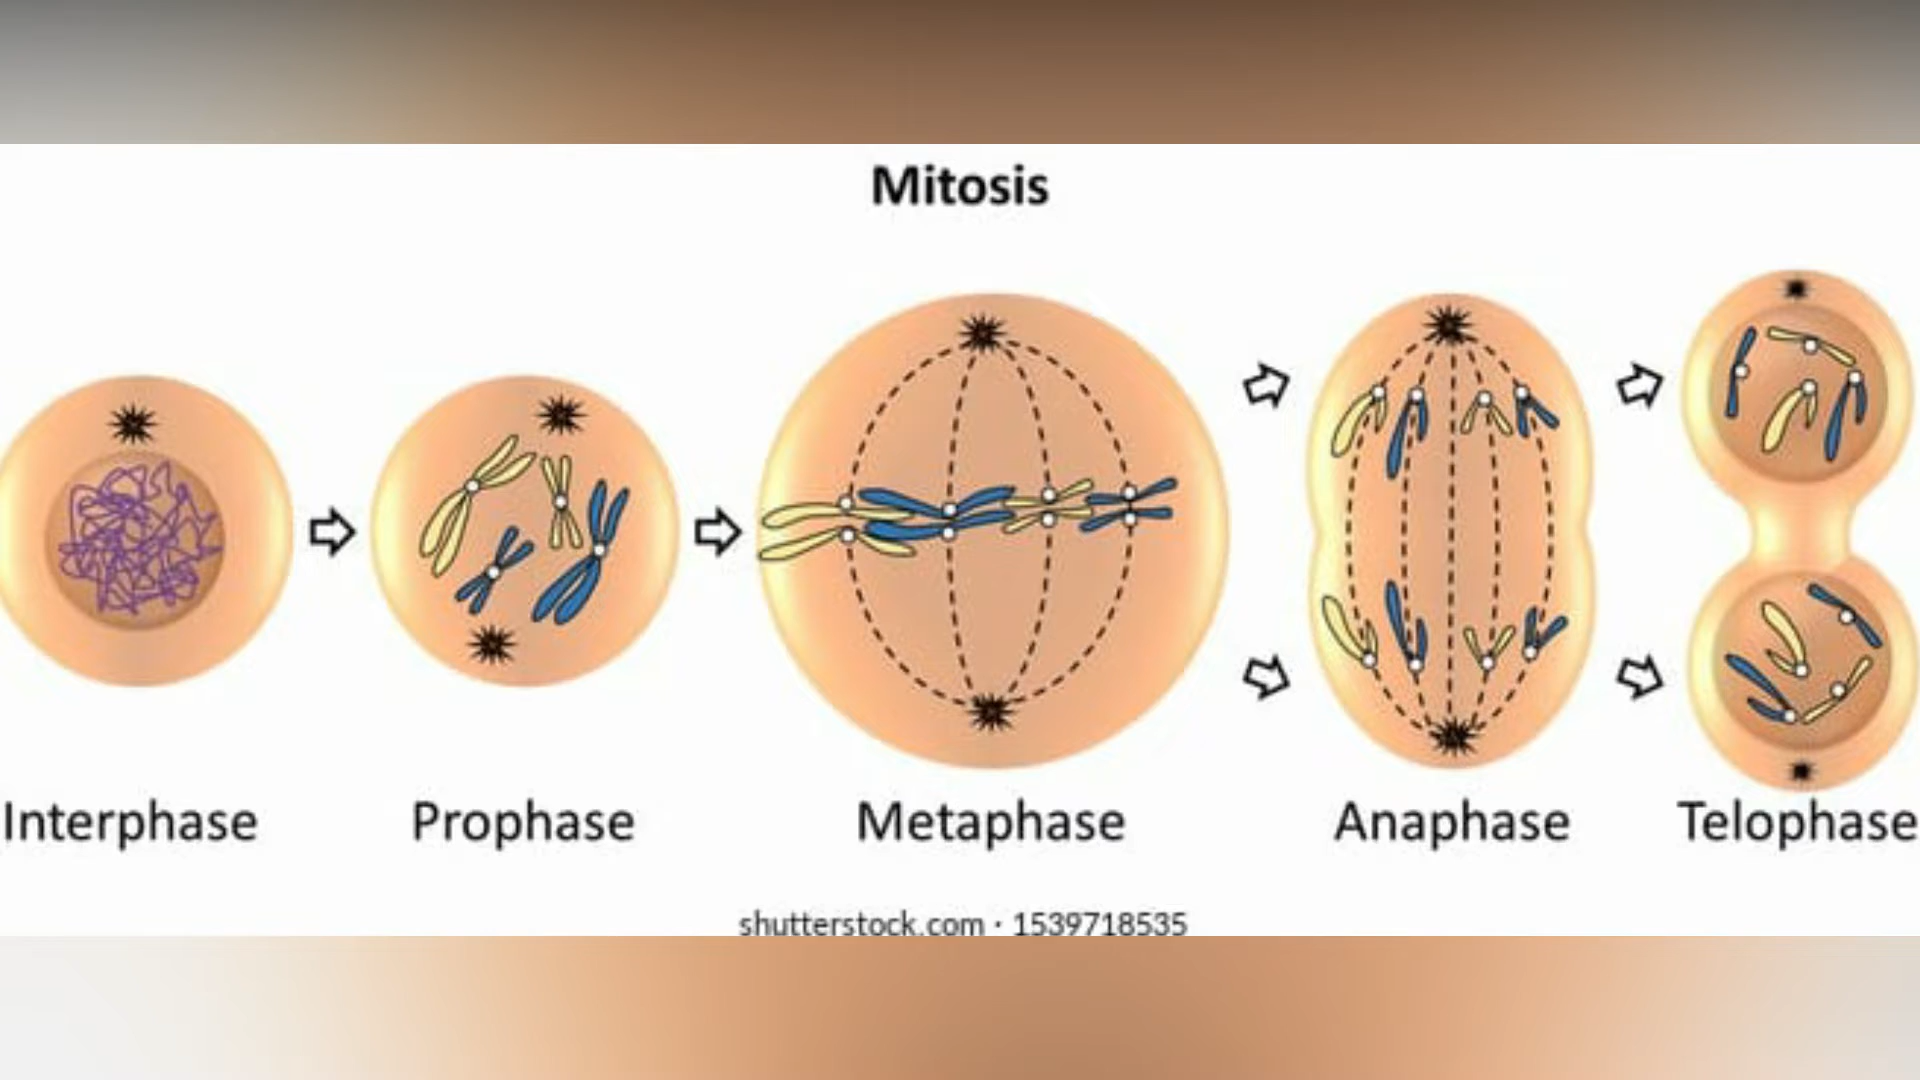 Mitosis
Interphase
Prophase
Metaphase
Anaphase
Telophase
shutterstock.com · 1539718535